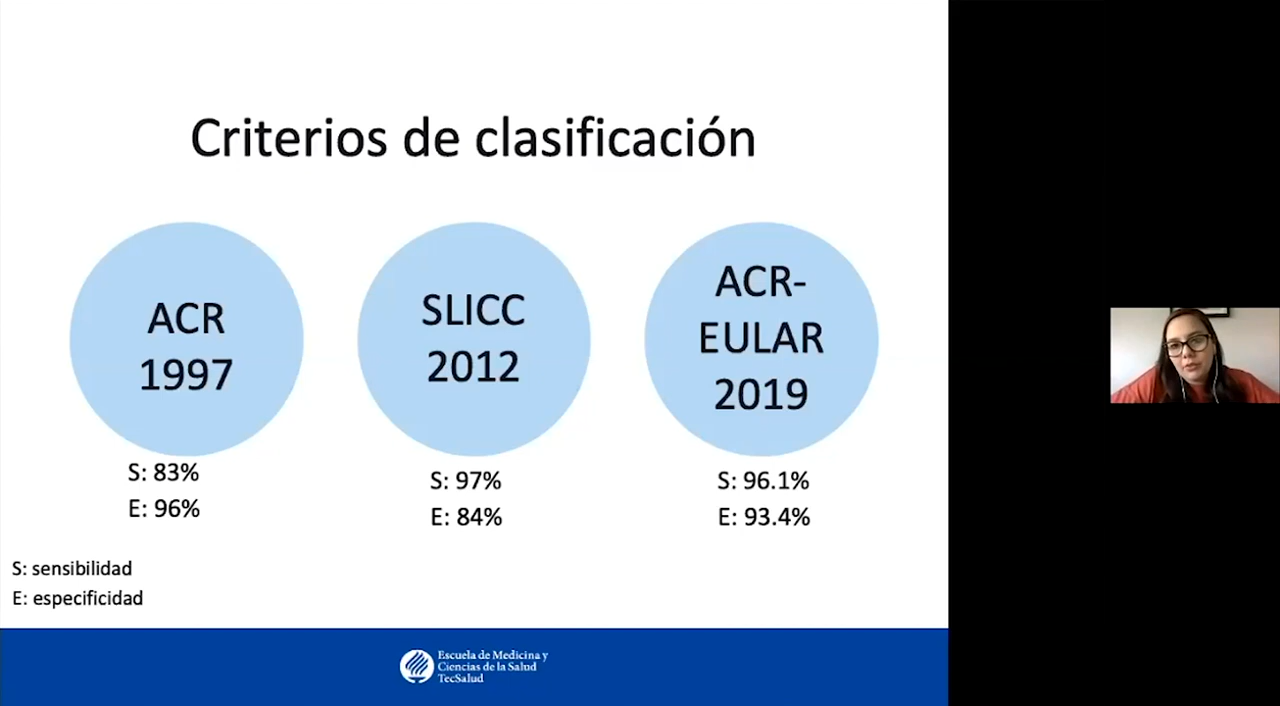 Criterios de clasificación
ACR
1997
S: 83%
E: 96%
SLICC
2012
S: 97%
E: 84%
ACR-
EULAR
2019
S: 96.1%
E: 93.4%
S: sensibilidad
E: especificidad
Escuela de Medicina y
Ciencias de la Salud
TecSalud